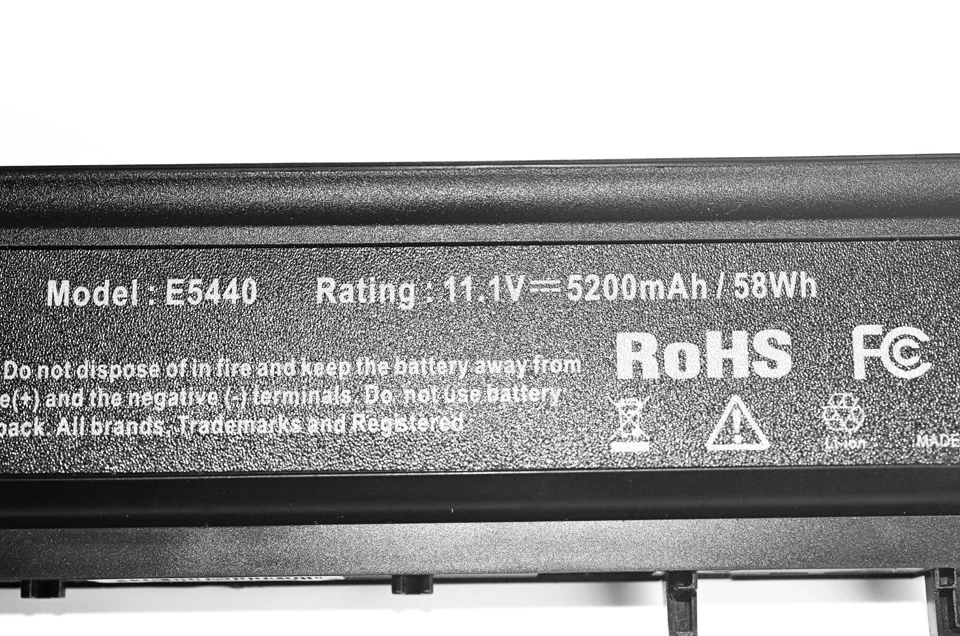 Model : E5440 Rating : 11.1V⎓5200mAh / 58Wh
RoHS FC
Do not dispose of in fire and keep the battery away from
e(+) and the negative (-) terminals. Do not use battery
pack. All brands, Trademarks and Registered
Li-ion
MADE